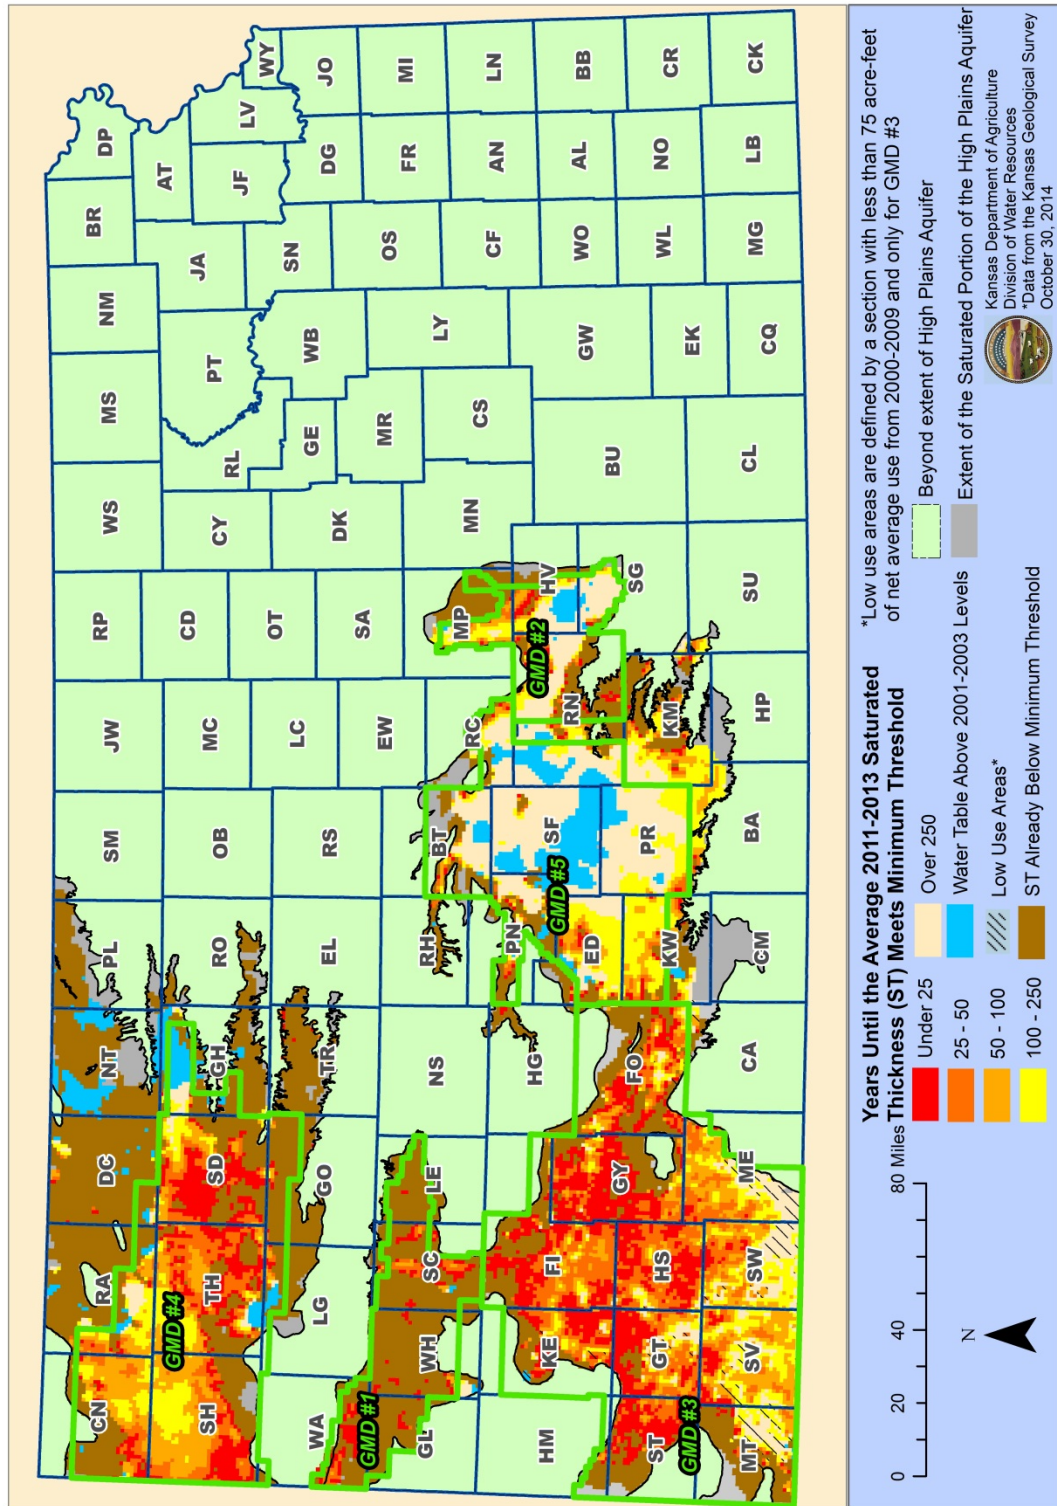 CN
RA
DC
NT
PL
SM
JW
RP
WS
MS
NM
BR
DP
SH
TH
SD
GH
RO
OB
MC
CD
CY
RL
PT
JA
AT
JF
LV
WY
GMD #4
WA
LG
GO
TR
EL
RS
LC
OT
DK
GE
WB
SN
DG
JO
EW
SA
MR
OS
FR
MI
GMD #1
GL
WH
SC
LE
NS
RH
BT
RC
MP
MN
CS
LY
CF
AN
LN
HM
KE
FI
HG
PN
GMD #5
SF
GMD #2
RN
HV
ED
BU
GW
WO
AL
BB
ST
GT
HS
GY
FO
KW
PR
KM
SG
EK
WL
NO
CR
GMD #3
MT
SV
SW
ME
CA
CM
BA
HP
SU
CL
CQ
MG
LB
CK
0
20
40
80 Miles
N
Years Until the Average 2011-2013 Saturated
Thickness (ST) Meets Minimum Threshold
Under 25
25 - 50
50 - 100
100 - 250
Over 250
Water Table Above 2001-2003 Levels
Low Use Areas*
ST Already Below Minimum Threshold
*Low use areas are defined by a section with less than 75 acre-feet
of net average use from 2000-2009 and only for GMD #3
Beyond extent of High Plains Aquifer
Extent of the Saturated Portion of the High Plains Aquifer
Kansas Department of Agriculture
Division of Water Resources
*Data from the Kansas Geological Survey
October 30, 2014